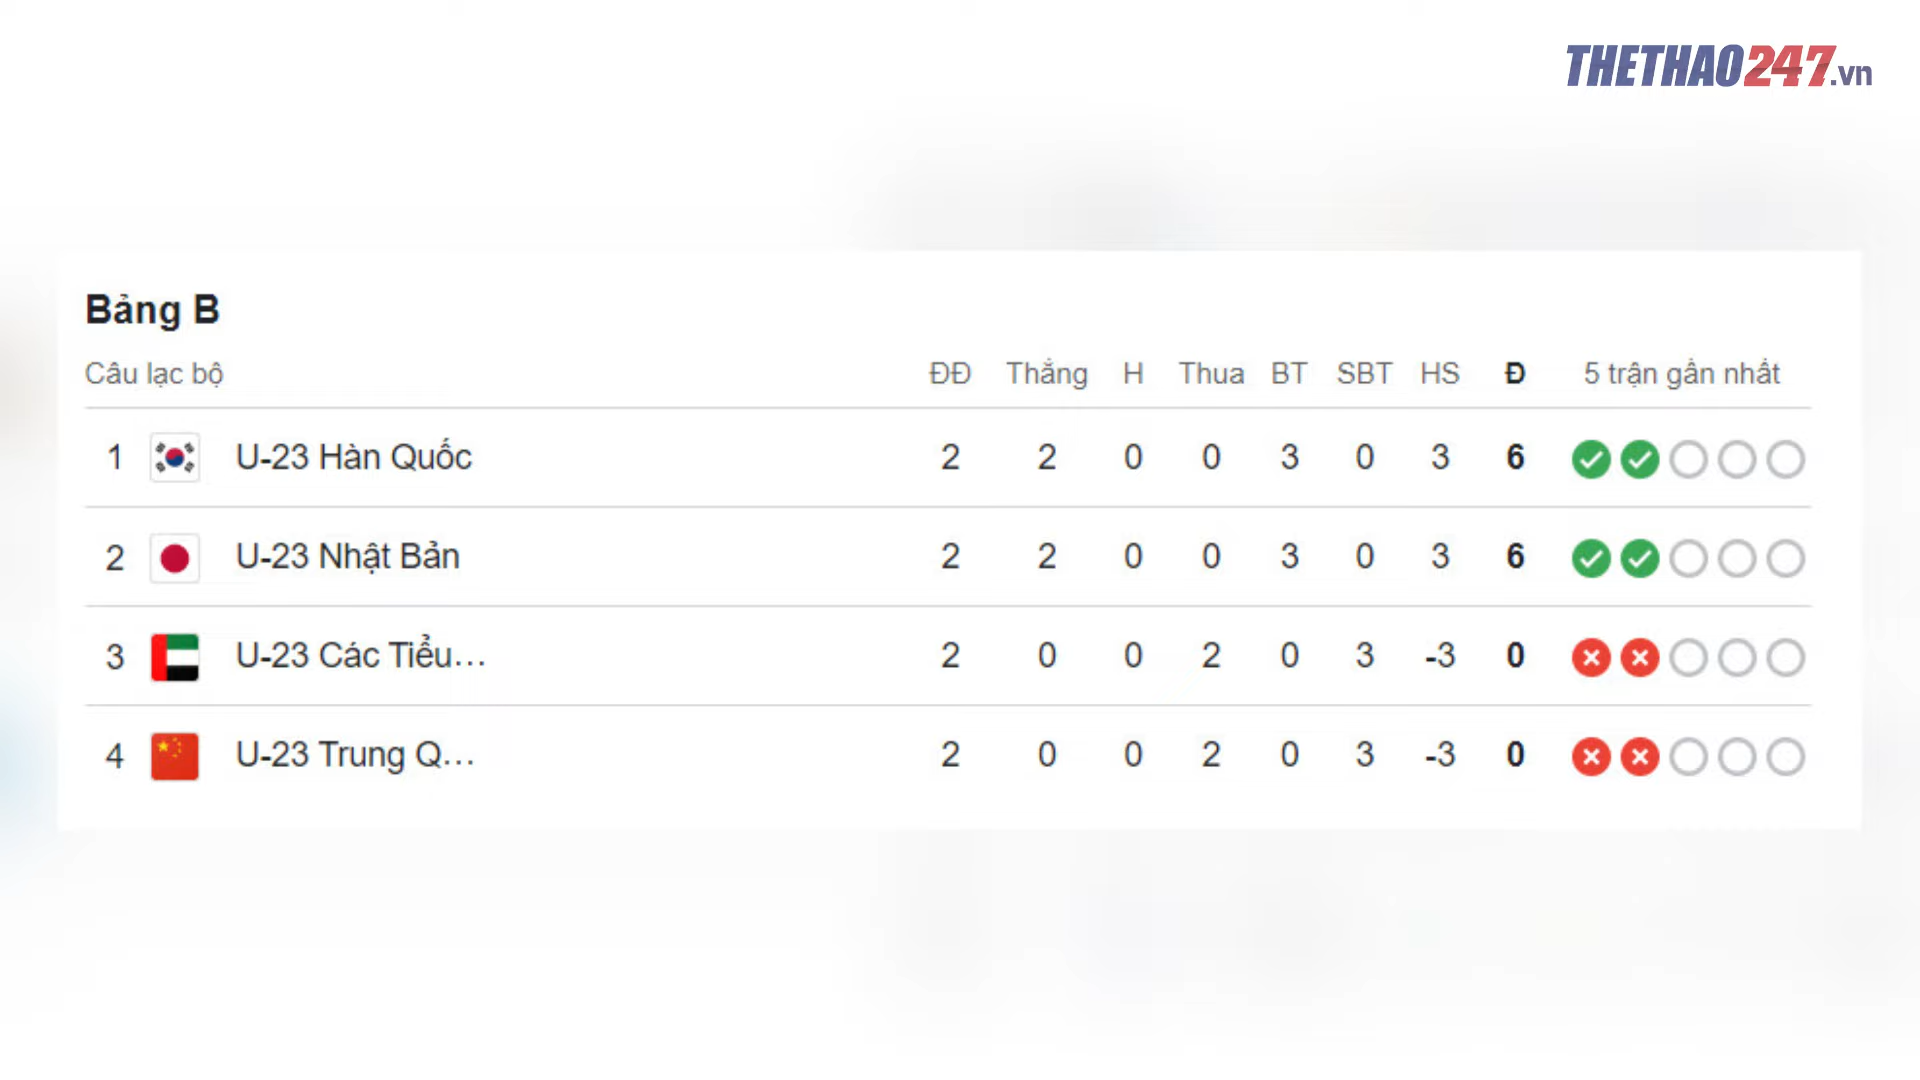 THETHAO247.vn
Bảng B
Câu lạc bộ ĐĐ Thắng H Thua BT SBT HS Đ 5 trận gần nhất
1 U-23 Hàn Quốc 2 2 0 0 3 0 3 6
2 U-23 Nhật Bản 2 2 0 0 3 0 3 6
3 U-23 Các Tiểu... 2 0 0 2 0 3 -3 0
4 U-23 Trung Q... 2 0 0 2 0 3 -3 0